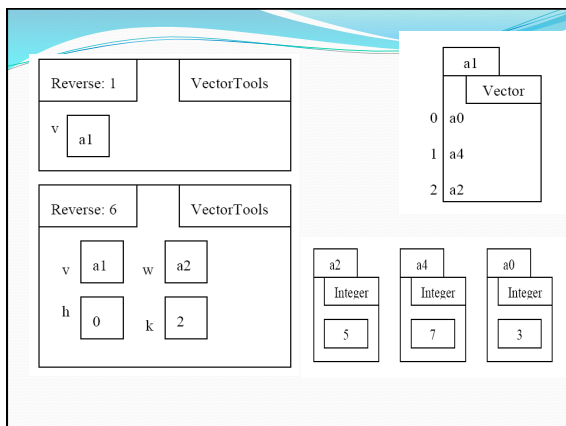 Reverse: 1 VectorTools
v a1
Reverse: 6 VectorTools
v a1 w a2
h 0 k 2
a1
Vector
0 a0
1 a4
2 a2
a2 a4 a0
Integer Integer Integer
5 7 3